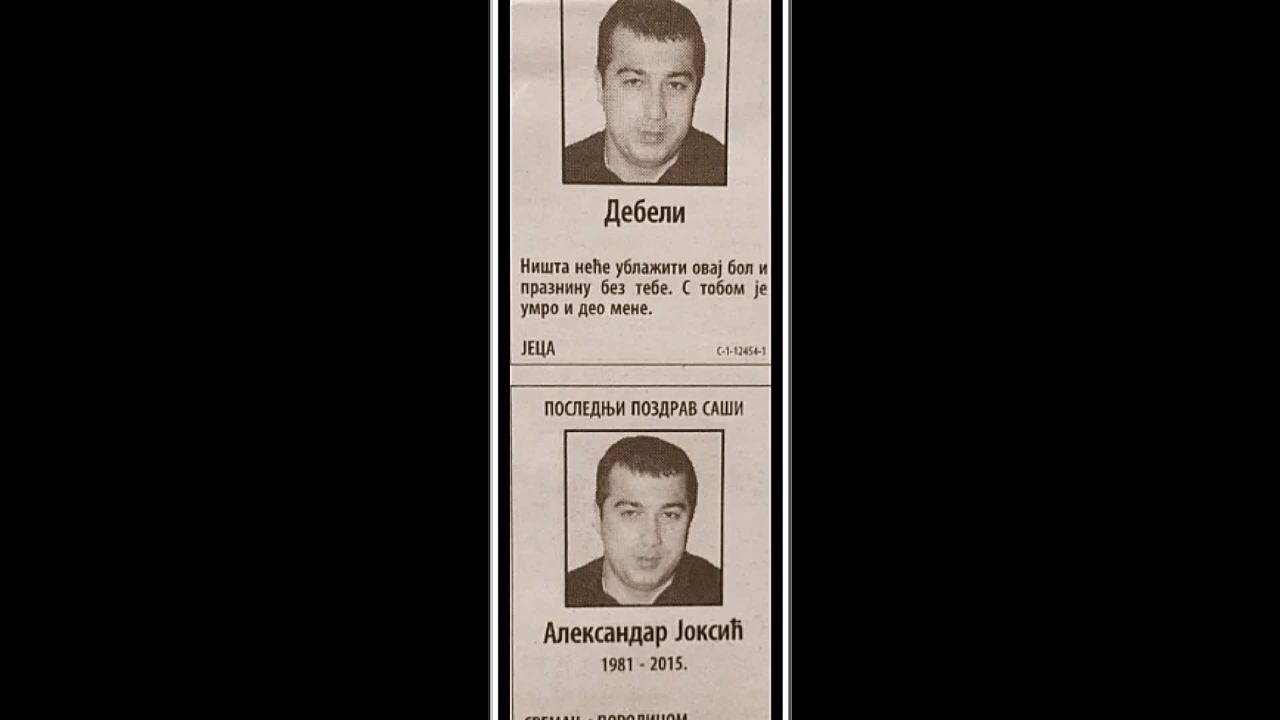 Дебели
Ништа неће ублажити овај бол и
празнину без тебе. С тобом је
умро и део мене.
ЈЕЦА
С-1-12454-1
ПОСЛЕДЊИ ПОЗДРАВ САШИ
Александар Јоксић
1981 - 2015.